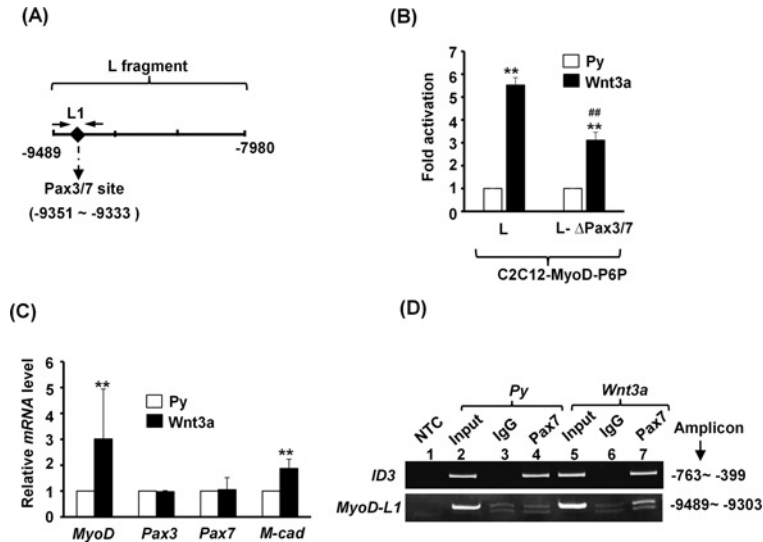 (A)
L fragment
L1
-9489
-7980
Pax3/7 site
(-9351 ~ -9333 )
(B)
Fold activation
7
6
5
4
3
2
1
0
Py
Wnt3a
**
##
**
L
L- ΔPax3/7
C2C12-MyoD-P6P
(C)
Relative mRNA level
6
5
4
3
2
1
0
Py
Wnt3a
**
**
MyoD Pax3 Pax7 M-cad
(D)
Py Wnt3a
NTC Input IgG Pax7 Input IgG Pax7 Amplicon
1 2 3 4 5 6 7
ID3 -763~ -399
MyoD-L1 -9489~ -9303